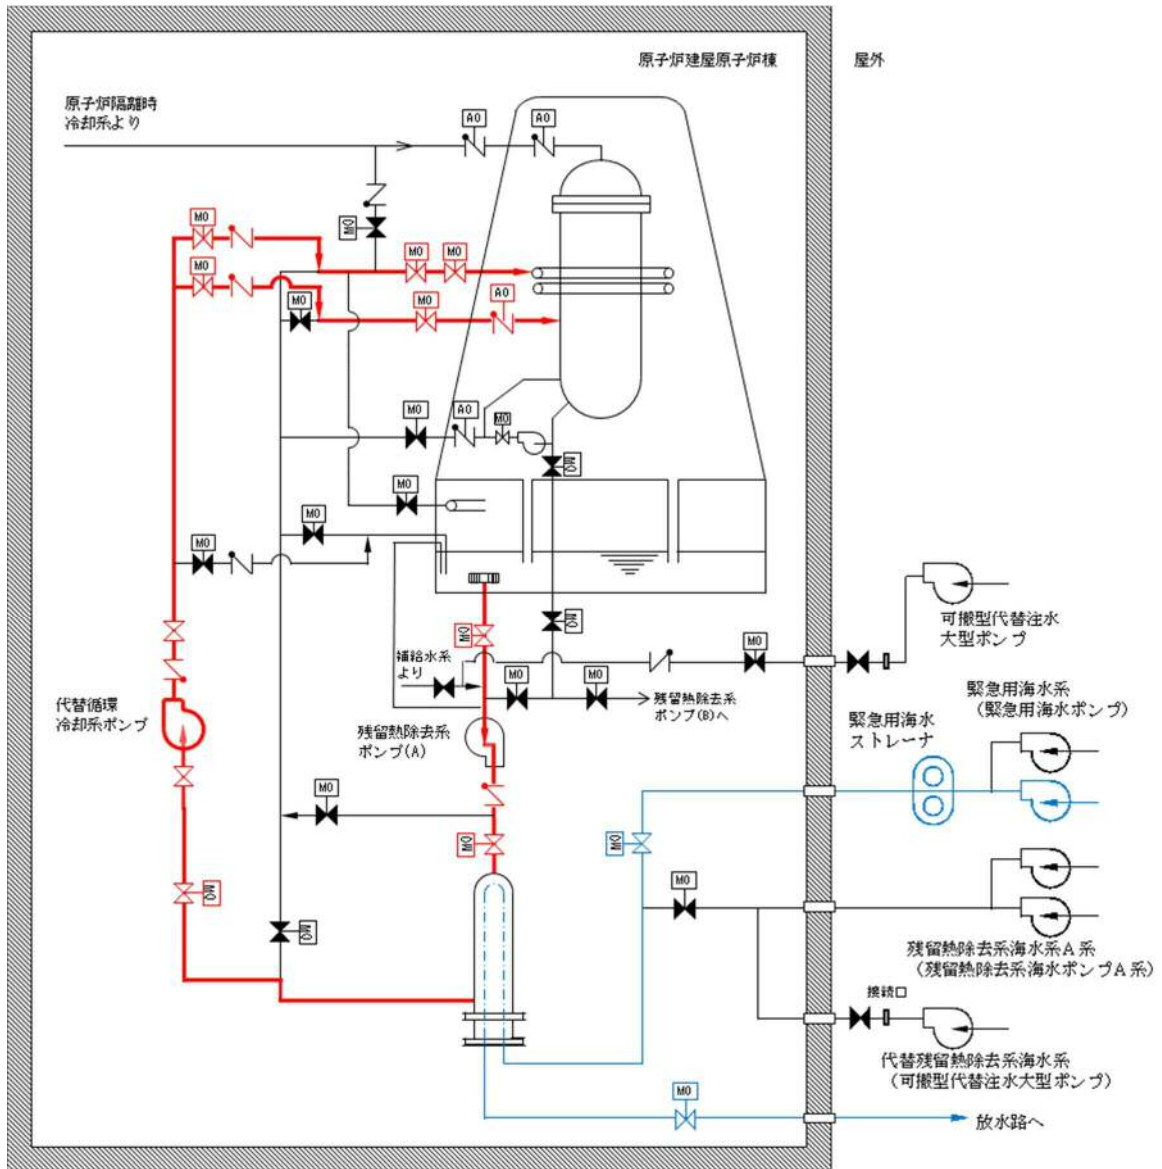 原子炉建屋原子炉棟
屋外
原子炉隔離時
冷却系より
AO
AO
MO
MO
MO
MO
MO
AO
MO
MO
MO
AO
MO
MO
MO
MO
MO
MO
可搬型代替注水
大型ポンプ
MO
MO
MO
補給水系
より
MO
MO
残留熱除去系
ポンプ(B)へ
代替循環
冷却系ポンプ
残留熱除去系
ポンプ(A)
緊急用海水系
(緊急用海水ポンプ)
緊急用海水
ストレーナ
MO
MO
MO
MO
MO
MO
残留熱除去系海水系A系
(残留熱除去系海水ポンプA系)
接続口
代替残留熱除去系海水系
(可搬型代替注水大型ポンプ)
MO
放水路へ